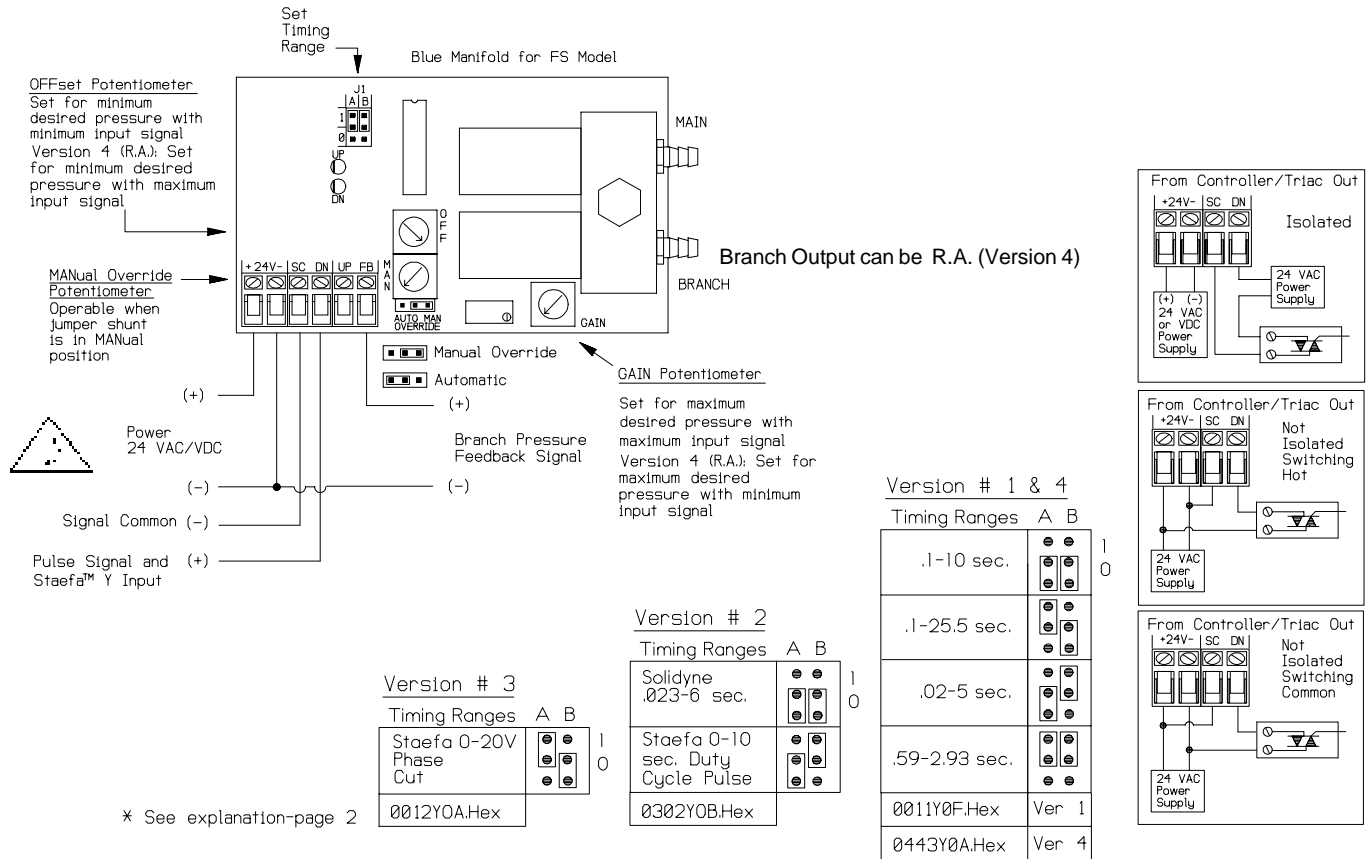 Set
Timing
Range
Blue Manifold for FS Model
OFFset Potentiometer
Set for minimum
desired pressure with
minimum input signal
Version 4 (R.A.): Set
for minimum desired
pressure with maximum
input signal
J1
A B
1
0
UP
DN
MAIN
OFF
MAN
BRANCH
Branch Output can be R.A. (Version 4)
MANual Override
Potentiometer
Operable when
jumper shunt
is in MANual
position
+ 24V- SC DN UP FB
AUTO MAN
OVERRIDE
GAIN
Manual Override
Automatic
GAIN Potentiometer
Set for maximum
desired pressure with
maximum input signal
Version 4 (R.A.): Set for
maximum desired
pressure with minimum
input signal
(+)
Power
24 VAC/VDC
(-)
(+)
Branch Pressure
Feedback Signal
(-)
Signal Common (-)
Pulse Signal and (+)
Staefa™ Y Input
Version # 3
Timing Ranges A B
Staefa 0-20V
Phase
Cut
1
0
0012Y0A.Hex
* See explanation-page 2
Version # 2
Timing Ranges A B
Solidyne
.023-6 sec.
1
0
Staefa 0-10
sec. Duty
Cycle Pulse
0302Y0B.Hex
Version # 1 & 4
Timing Ranges A B
.1-10 sec.
1
0
.1-25.5 sec.
.02-5 sec.
.59-2.93 sec.
0011Y0F.Hex Ver 1
0443Y0A.Hex Ver 4
From Controller/Triac Out
+24V- SC DN
Isolated
24 VAC
Power
Supply
(+) (-)
24 VAC
or VDC
Power
Supply
From Controller/Triac Out
+24V- SC DN
Not
Isolated
Switching
Hot
24 VAC
Power
Supply
From Controller/Triac Out
+24V- SC DN
Not
Isolated
Switching
Common
24 VAC
Power
Supply